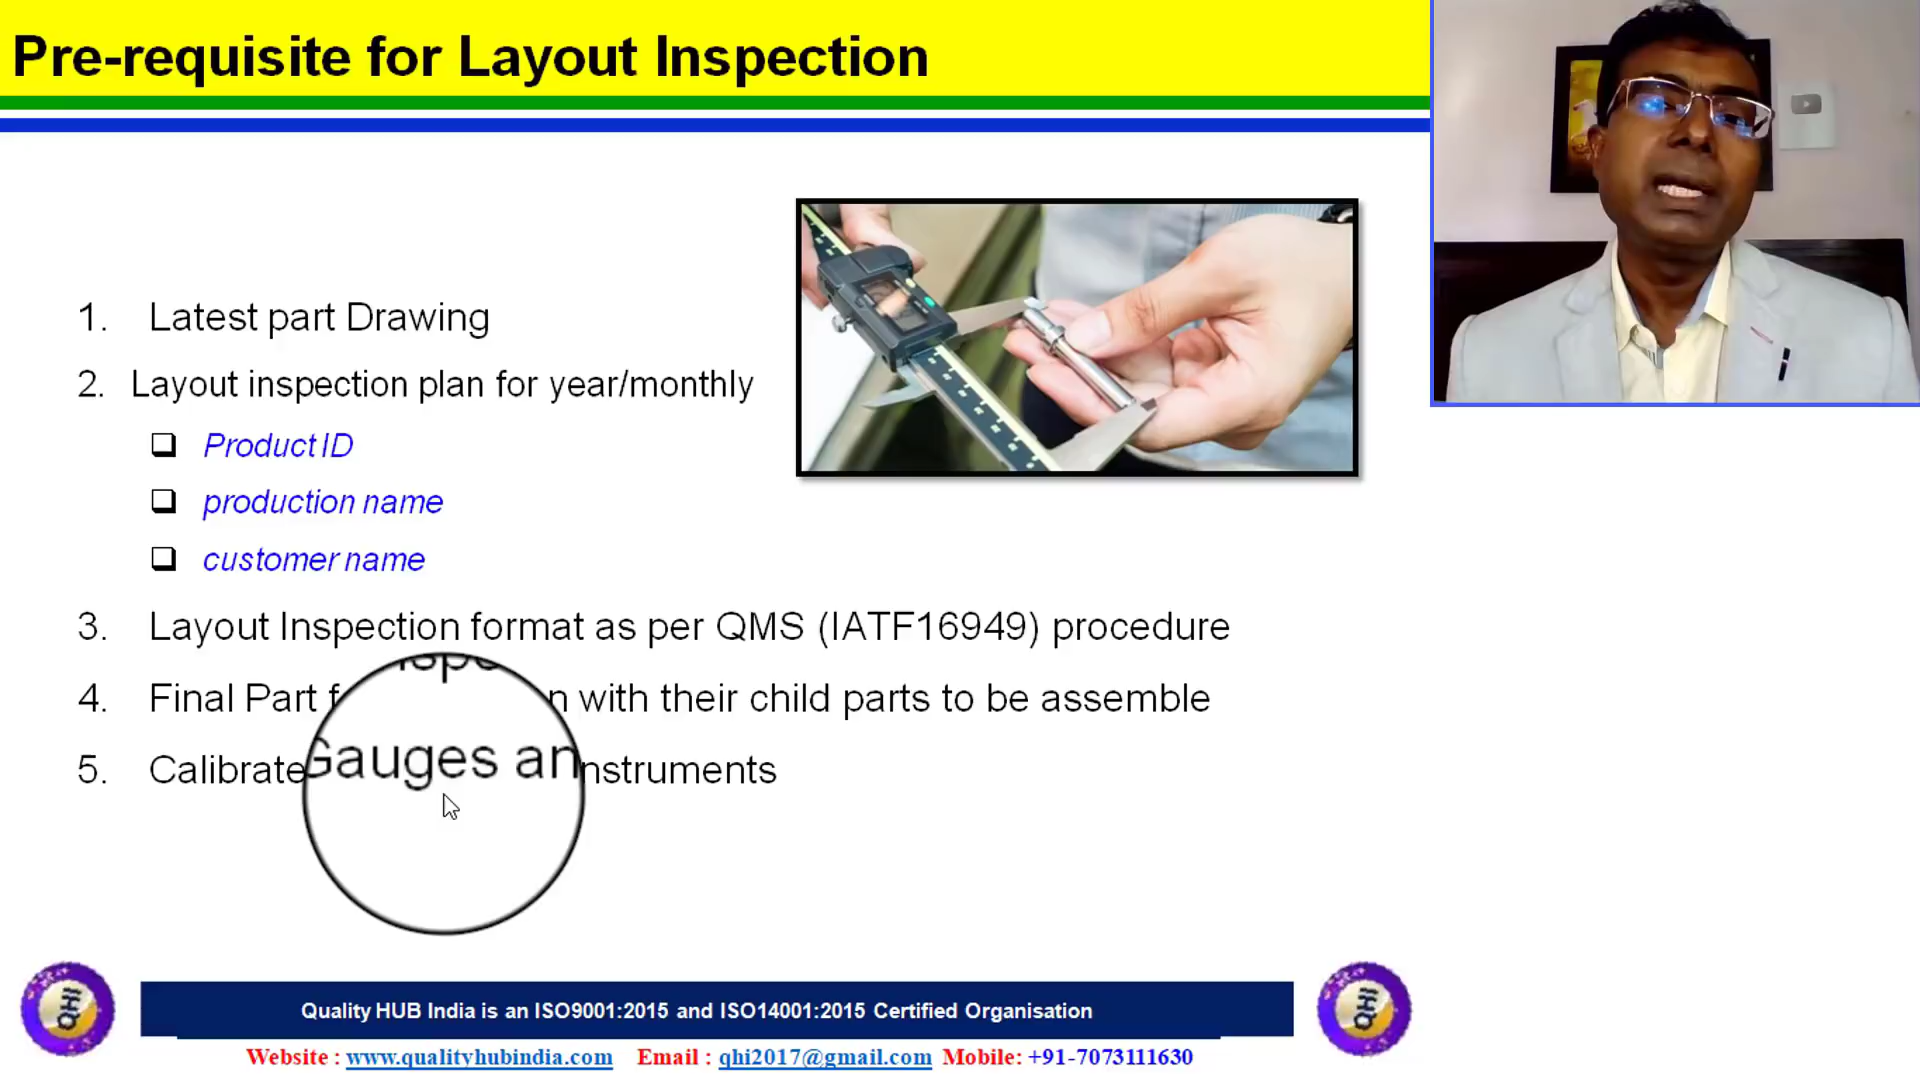 Pre-requisite for Layout Inspection
1. Latest part Drawing
2. Layout inspection plan for year/monthly
Product ID
production name
customer name
3. Layout Inspection format as per QMS (IATF16949) procedure
4. Final Part with their child parts to be assemble
5. Calibrate Gauges an nstruments
Quality HUB India is an ISO9001:2015 and ISO14001:2015 Certified Organisation
Website : www.qualityhubindia.com Email : qhi2017@gmail.com Mobile: +91-7073111630
QHI
QHI